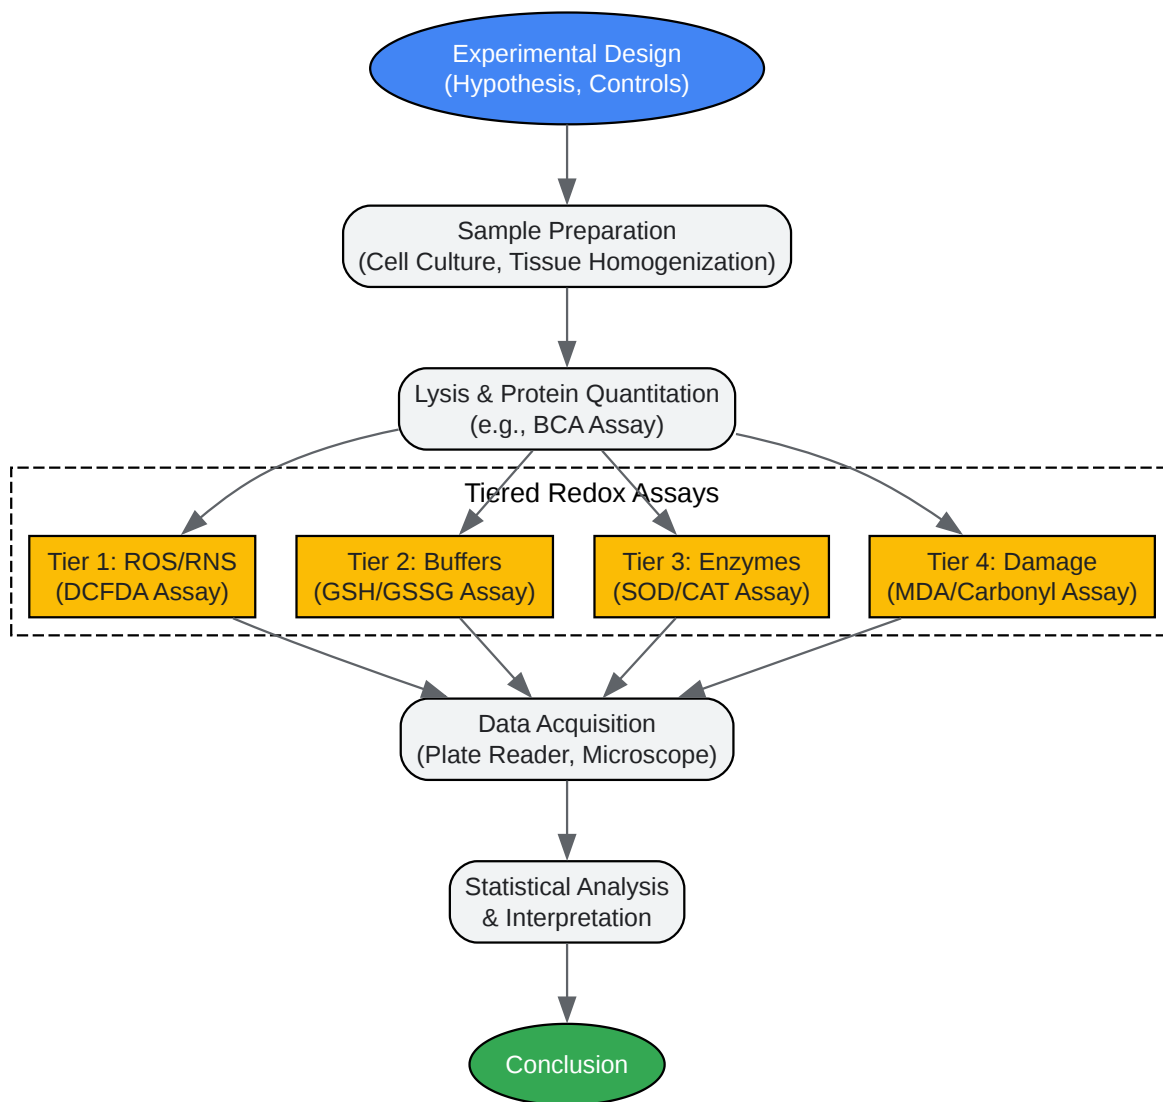 Experimental Design
(Hypothesis, Controls)
Sample Preparation
(Cell Culture, Tissue Homogenization)
Lysis & Protein Quantitation
(e.g., BCA Assay)
Tiered Redox Assays
Tier 1: ROS/RNS
(DCFDA Assay)
Tier 2: Buffers
(GSH/GSSG Assay)
Tier 3: Enzymes
(SOD/CAT Assay)
Tier 4: Damage
(MDA/Carbonyl Assay)
Data Acquisition
(Plate Reader, Microscope)
Statistical Analysis
& Interpretation
Conclusion